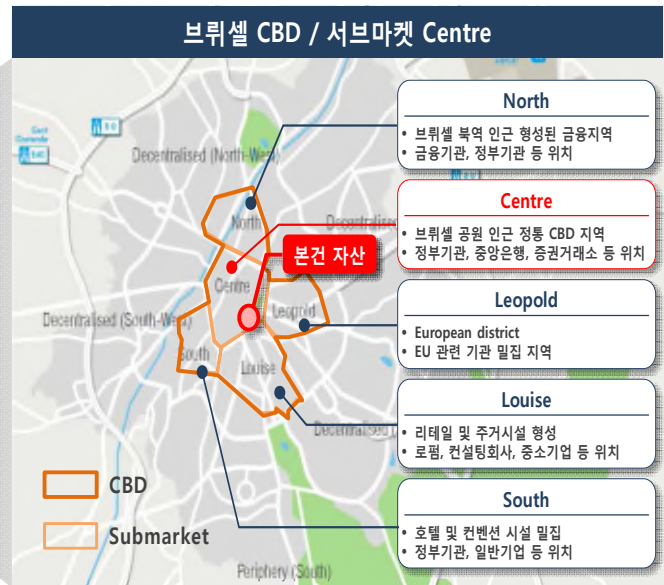 브뤼셀 CBD / 서브마켓 Centre
North
• 브뤼셀 북역 인근 형성된 금융지역
• 금융기관, 정부기관 등 위치
Centre
• 브뤼셀 공원 인근 정통 CBD 지역
• 정부기관, 중앙은행, 증권거래소 등 위치
Leopold
• European district
• EU 관련 기관 밀집 지역
Louise
• 리테일 및 주거시설 형성
• 로펌, 컨설팅회사, 중소기업 등 위치
South
• 호텔 및 컨벤션 시설 밀집
• 정부기관, 일반기업 등 위치
Decentralised (North-West)
North
Decentralised
본건 자산
Centre
Leopold
Decentralised (South-West)
South
Louise
Decentralised
CBD
Submarket
Periphery (South)